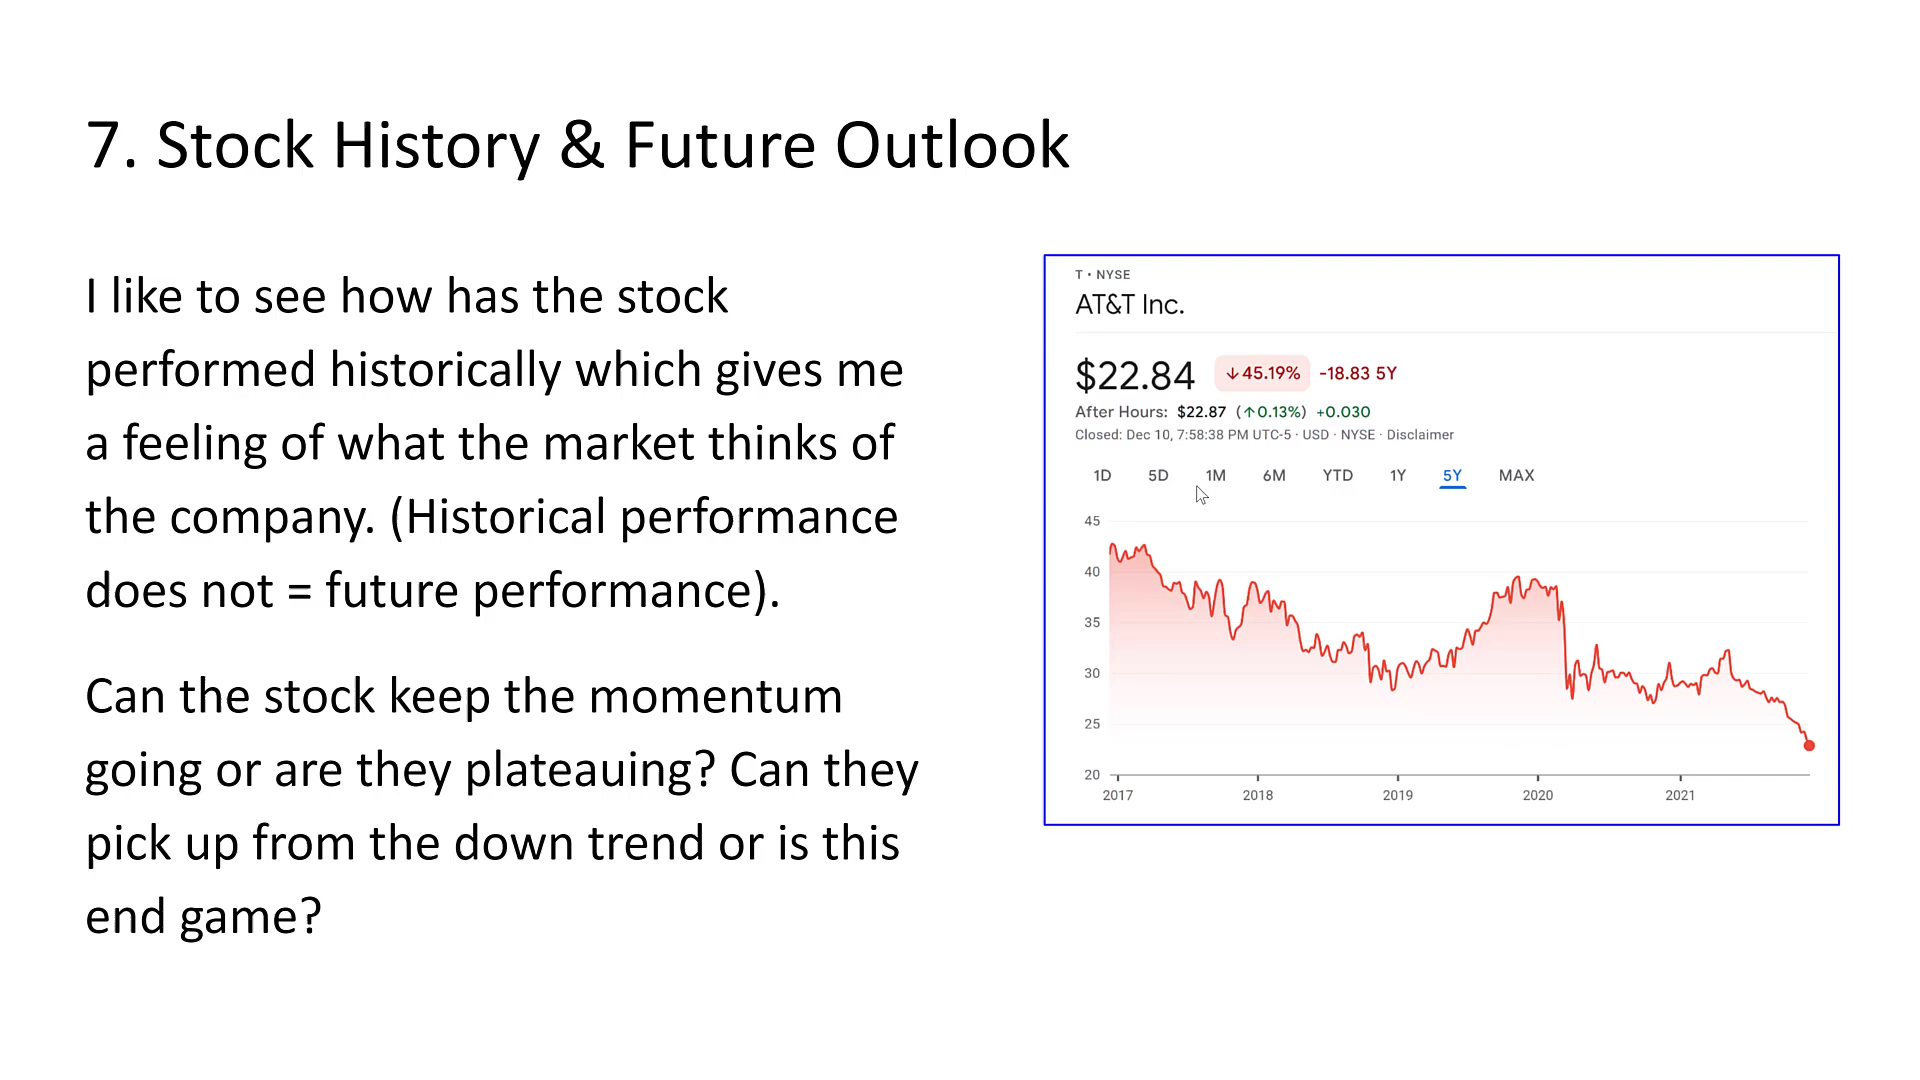 7. Stock History & Future Outlook
I like to see how has the stock
performed historically which gives me
a feeling of what the market thinks of
the company. (Historical performance
does not = future performance).
Can the stock keep the momentum
going or are they plateauing? Can they
pick up from the down trend or is this
end game?
T • NYSE
AT&T Inc.
$22.84 ↓45.19% -18.83 5Y
After Hours: $22.87 (↑0.13%) +0.030
Closed: Dec 10, 7:58:38 PM UTC-5 · USD · NYSE · Disclaimer
1D 5D 1M 6M YTD 1Y 5Y MAX
45
40
35
30
25
20
2017 2018 2019 2020 2021